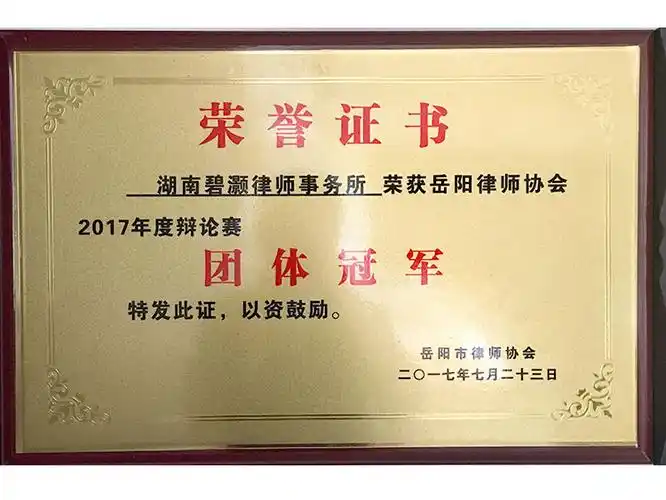 荣誉证书
湖南碧灏律师事务所 荣获岳阳律师协会
2017年度辩论赛
团体冠军
特发此证，以资鼓励。
岳阳市律师协会
二〇一七年七月二十三日